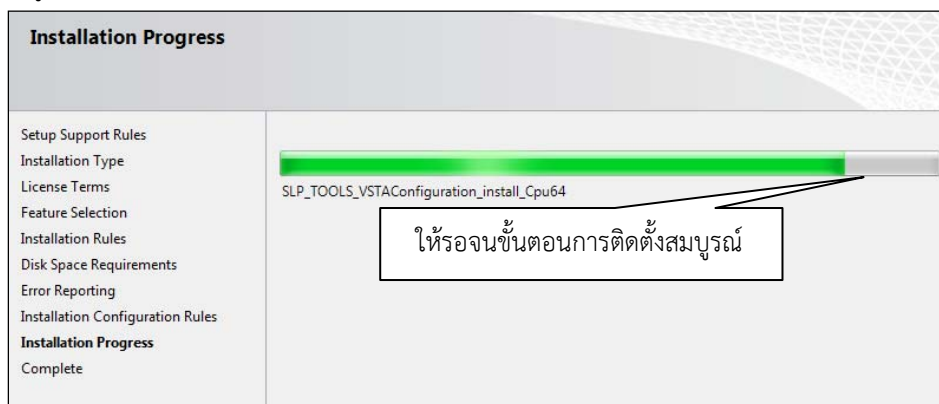 Installation Progress
Setup Support Rules
Installation Type
License Terms
Feature Selection
Installation Rules
Disk Space Requirements
Error Reporting
Installation Configuration Rules
Installation Progress
Complete
SLP_TOOLS_VSTAConfiguration_install_Cpu64
ให้รอจนขั้นตอนการติดตั้งสมบูรณ์